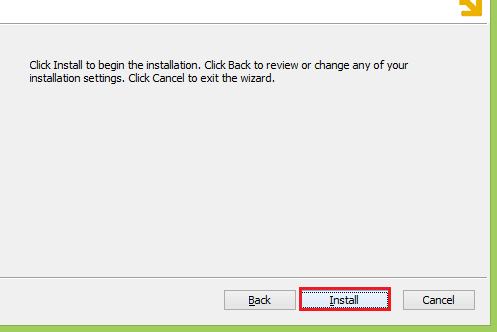 Click Install to begin the installation. Click Back to review or change any of your
installation settings. Click Cancel to exit the wizard.
Back Install Cancel